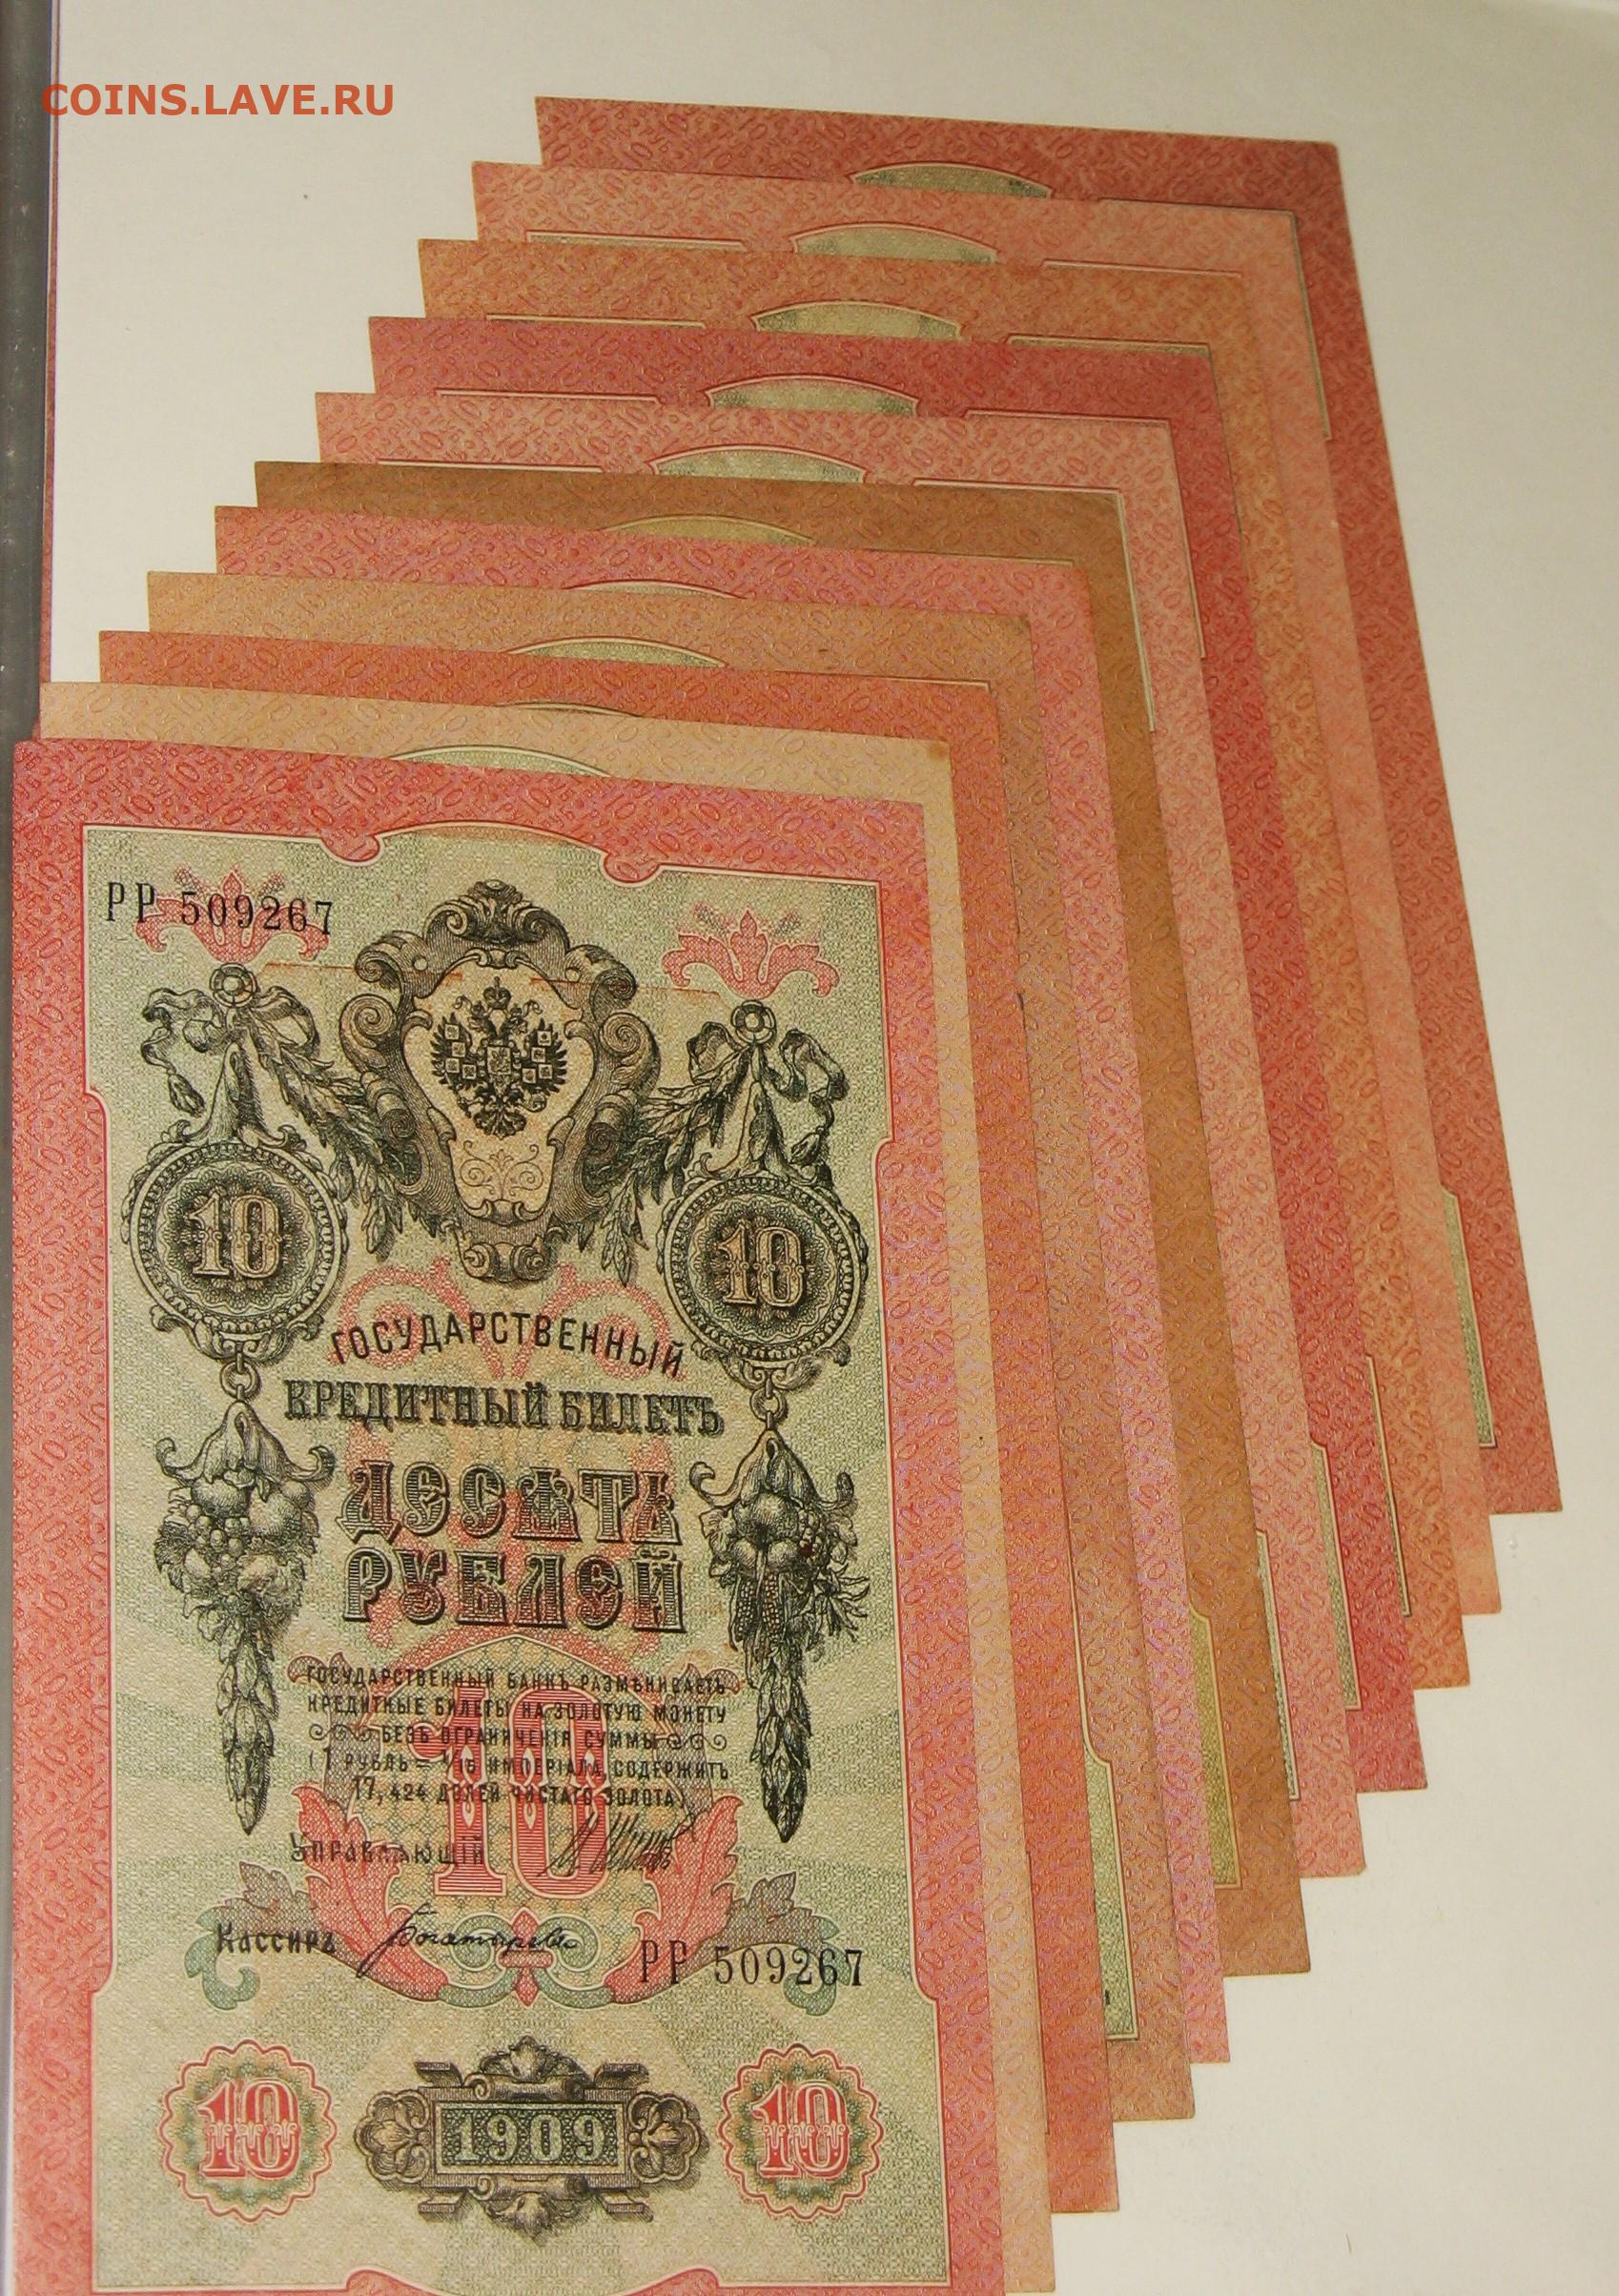 COINS.LAVE.RU
РР 509267
10 10
ГОСУДАРСТВЕННЫЙ
КРЕДИТНЫЙ БИЛЕТЪ
ДЕСЯТЬ
РУБЛЕЙ
ГОСУДАРСТВЕННЫЙ БАНКЪ РАЗМѢНИВАЕТЪ
КРЕДИТНЫЕ БИЛЕТЫ НА ЗОЛОТУЮ МОНЕТУ
БЕЗЪ ОГРАНИЧЕНІЯ СУММЫ
(1 РУБЛЬ = 1/15 ИМПЕРІАЛА, СОДЕРЖИТЪ
17,424 ДОЛЕЙ ЧИСТАГО ЗОЛОТА)
10
Управляющій
Кассиръ Богатыревъ
РР 509267
10 1909 10